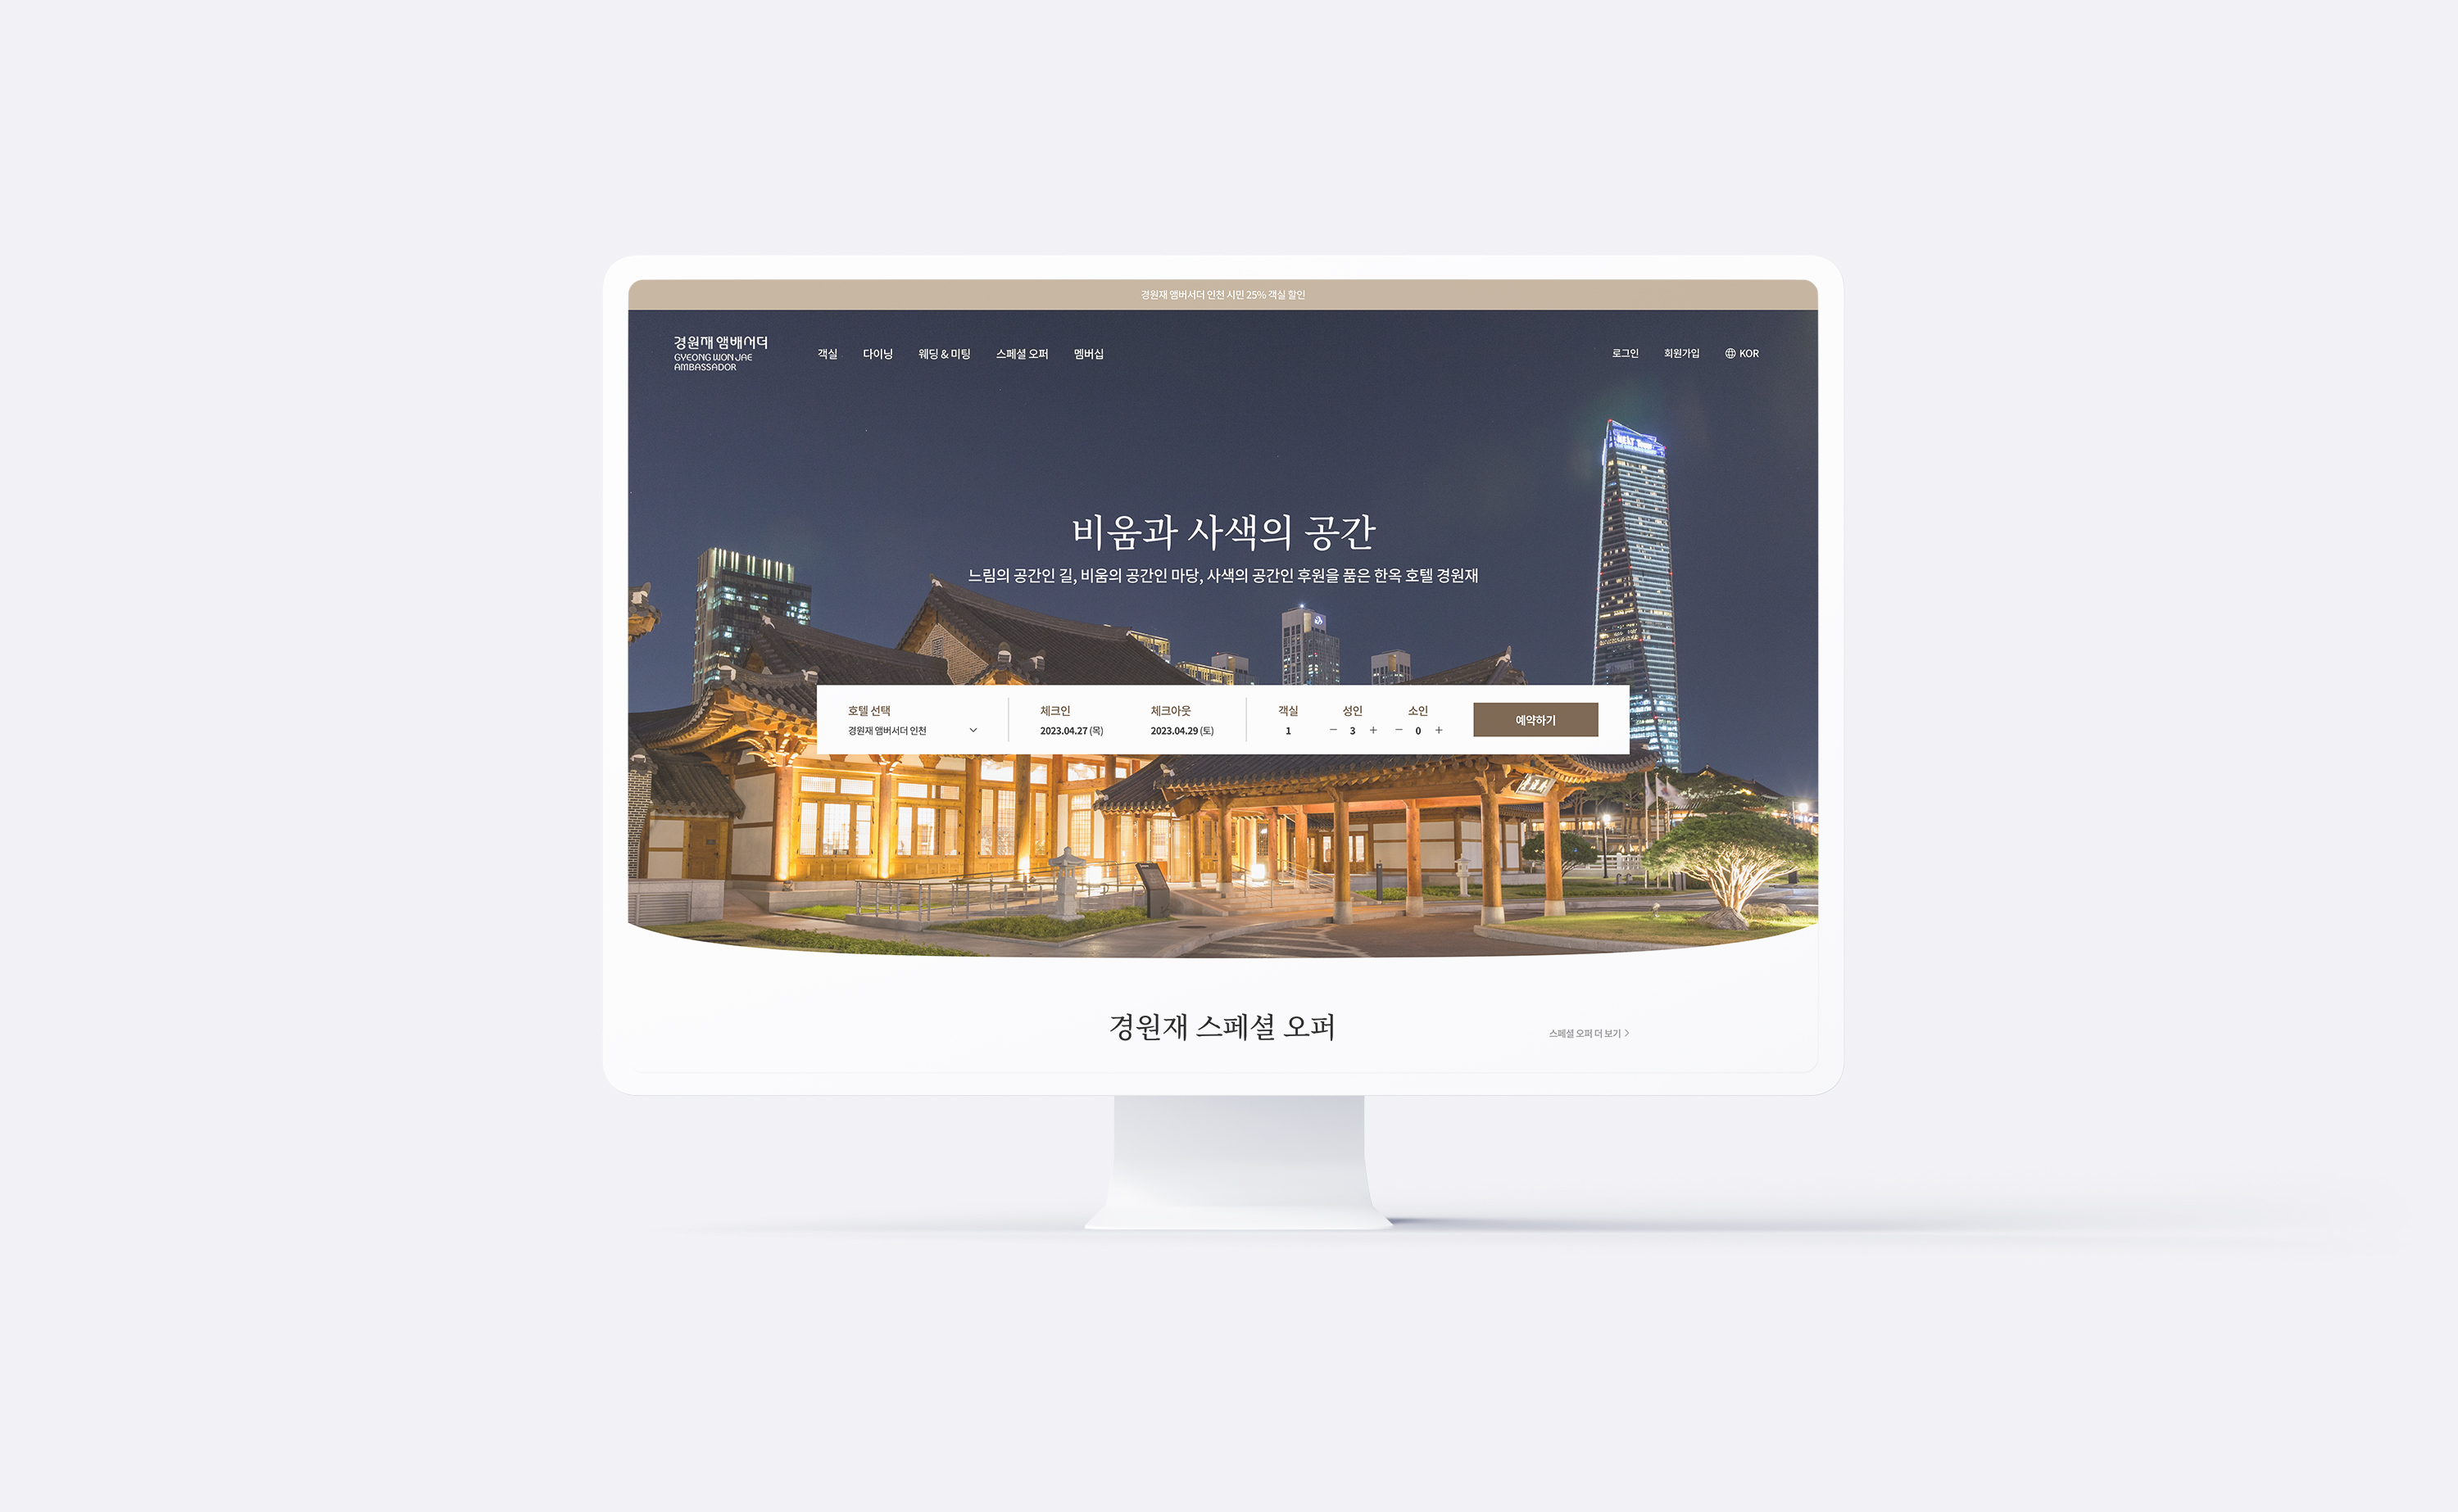 경원재 앰버서더 인천 시민 25% 객실 할인
경원재 앰배서더
GYEONG WON JAE
AMBASSADOR
객실 다이닝 웨딩 & 미팅 스페셜 오퍼 멤버십
로그인 회원가입 KOR
비움과 사색의 공간
느림의 공간인 길, 비움의 공간인 마당, 사색의 공간인 후원을 품은 한옥 호텔 경원재
호텔 선택 체크인 체크아웃 객실 성인 소인
경원재 앰버서더 인천 2023.04.27 (목) 2023.04.29 (토) 1 − 3 + − 0 +
예약하기
경원재 스페셜 오퍼
스페셜 오퍼 더 보기 >